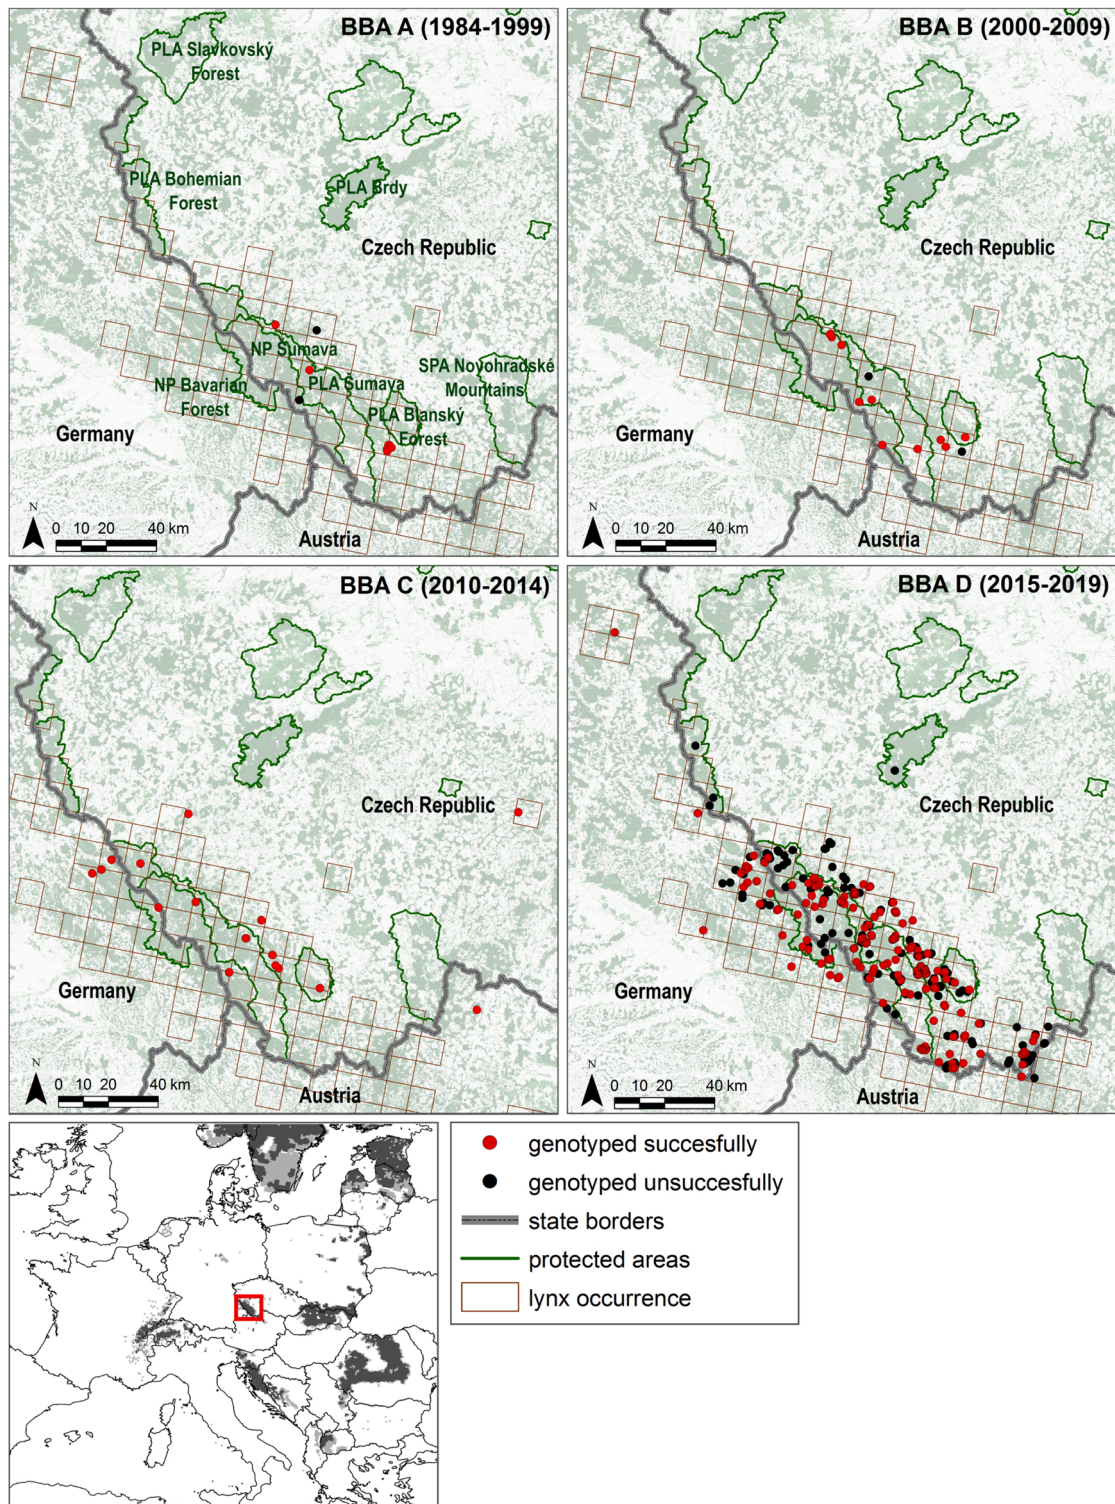 BBA A (1984-1999)
PLA Slavkovský
Forest
PLA Bohemian
Forest
PLA Brdy
Czech Republic
NP Šumava
NP Bavarian
Forest
PLA Šumava
SPA Novohradské
Mountains
PLA Blanský
Forest
Germany
Austria
N
0 10 20 40 km
BBA B (2000-2009)
Czech Republic
Germany
Austria
N
0 10 20 40 km
BBA C (2010-2014)
Czech Republic
Germany
Austria
N
0 10 20 40 km
BBA D (2015-2019)
Czech Republic
Germany
Austria
N
0 10 20 40 km
genotyped succesfully
genotyped unsuccesfully
state borders
protected areas
lynx occurrence